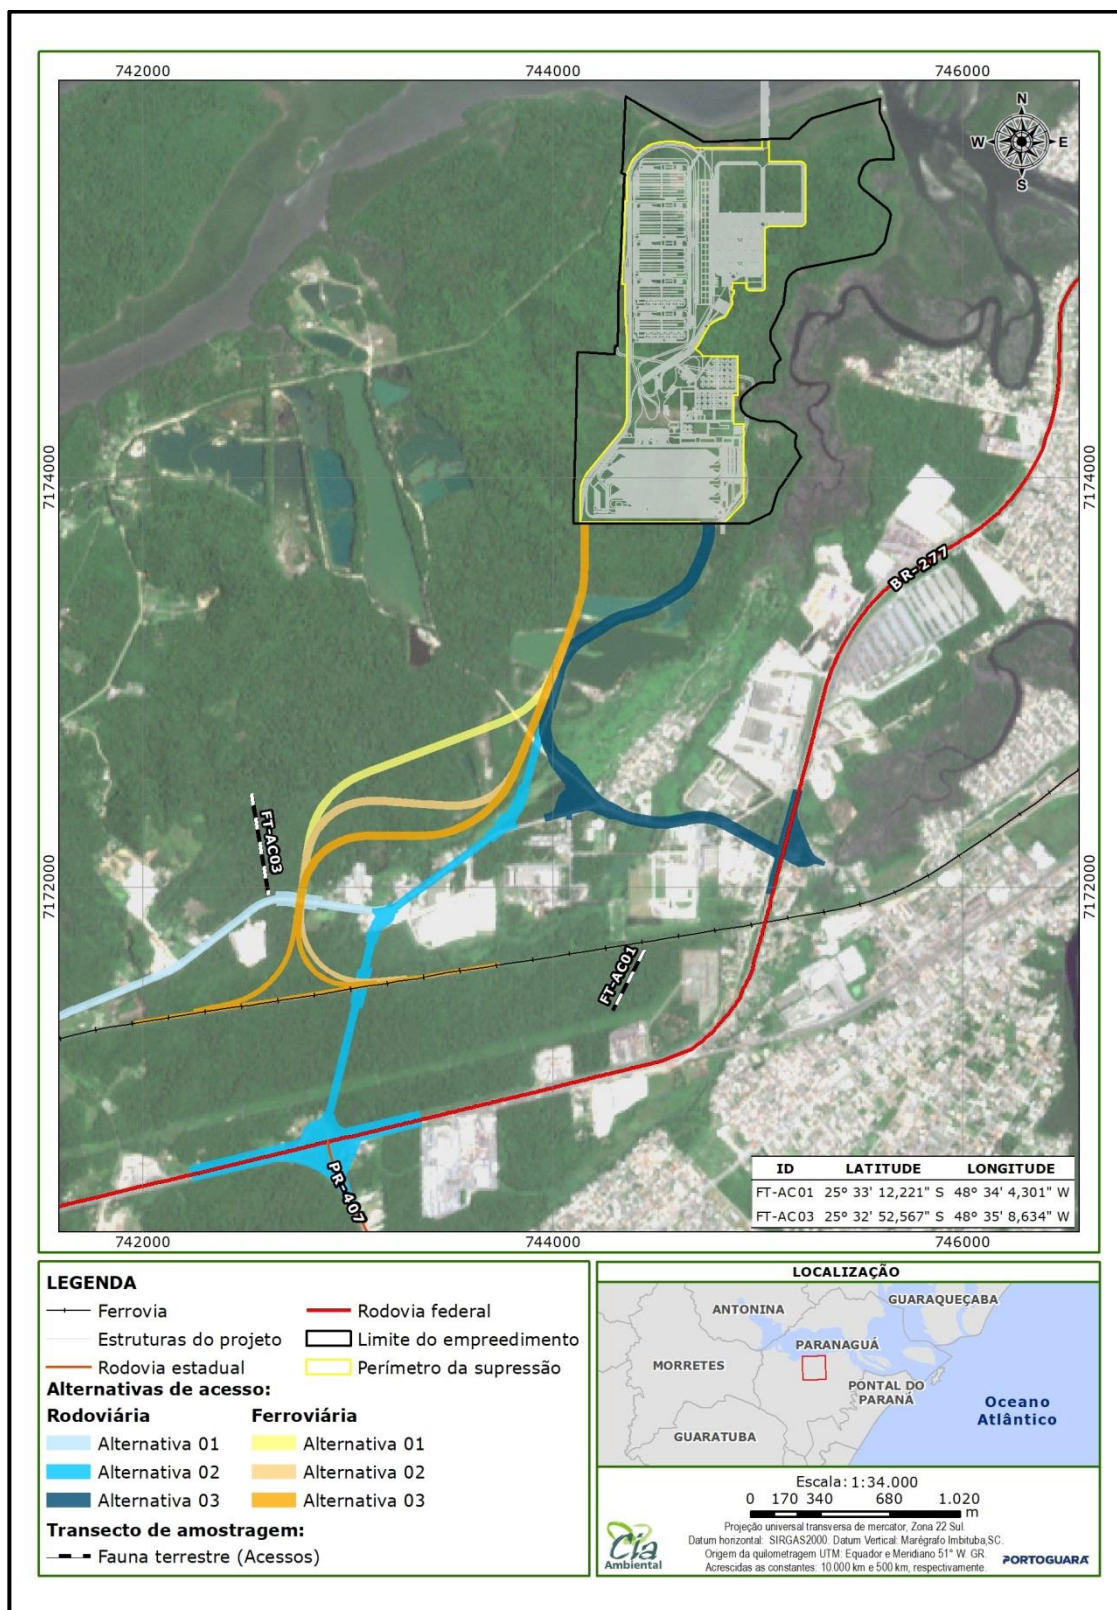 742000 744000 746000
N
W E
S
7174000 7174000
BR-277
FT-AC03
7172000 7172000
FT-AC01
PR-407
ID LATITUDE LONGITUDE
FT-AC01 25º 33' 12,221" S 48º 34' 4,301" W
FT-AC03 25º 32' 52,567" S 48º 35' 8,634" W
742000 744000 746000
LEGENDA
Ferrovia
Rodovia federal
Estruturas do projeto
Limite do empreedimento
Rodovia estadual
Perímetro da supressão
Alternativas de acesso:
Rodoviária
Ferroviária
Alternativa 01
Alternativa 01
Alternativa 02
Alternativa 02
Alternativa 03
Alternativa 03
Transecto de amostragem:
Fauna terrestre (Acessos)
LOCALIZAÇÃO
GUARAQUEÇABA
ANTONINA
PARANAGUÁ
MORRETES
PONTAL DO
PARANÁ
Oceano
Atlântico
GUARATUBA
Escala: 1:34.000
0 170 340 680 1.020
m
Projeção universal transversa de mercator, Zona 22 Sul.
Datum horizontal: SIRGAS2000. Datum Vertical: Marégrafo Imbituba,SC.
Origem da quilometragem UTM: Equador e Meridiano 51° W. GR.
Acrescidas as constantes: 10.000 km e 500 km, respectivamente.
Cia
Ambiental
PORTOGUARÁ